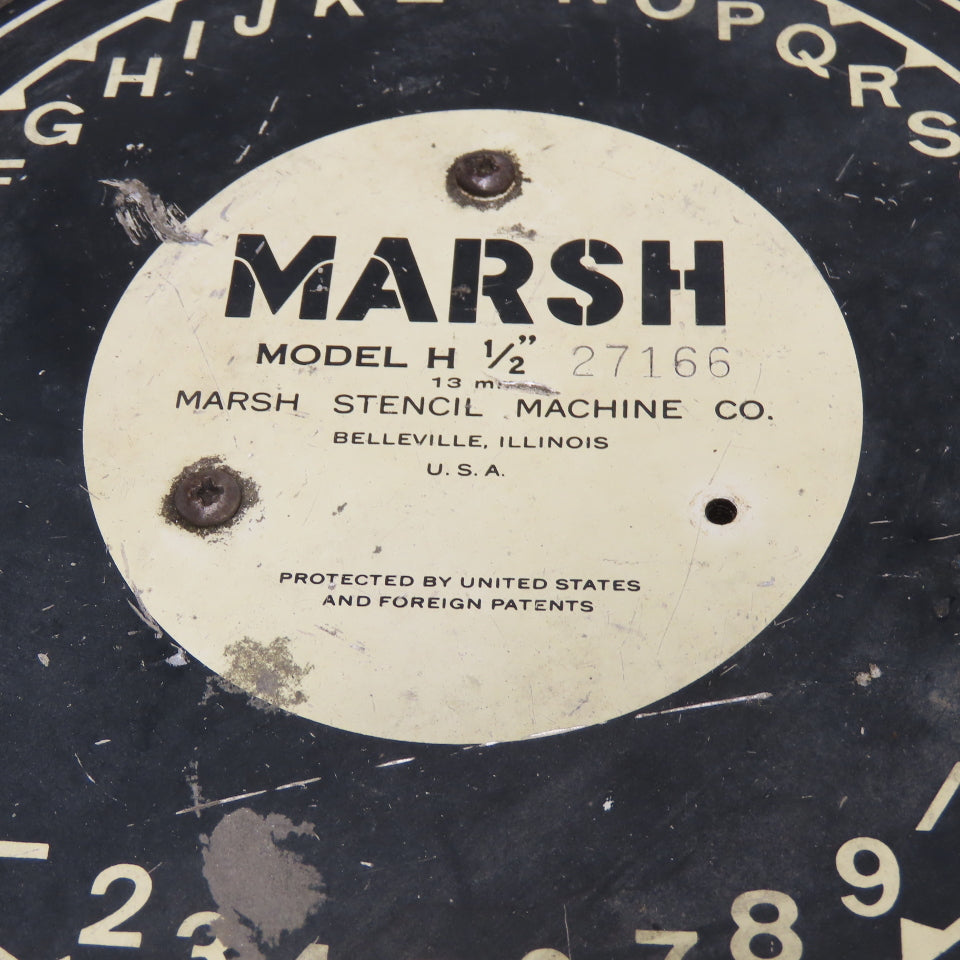 G H I J K L N O P Q R S
MARSH
MODEL H ½” 27166
13 m.
MARSH STENCIL MACHINE CO.
BELLEVILLE, ILLINOIS
U. S. A.
PROTECTED BY UNITED STATES
AND FOREIGN PATENTS
2 3 7 8 9